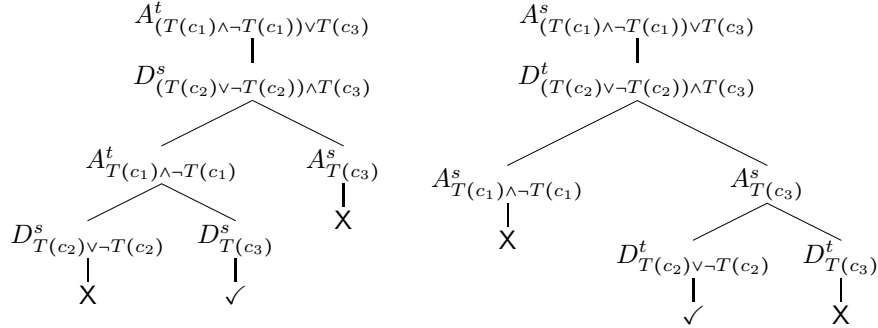 A^t_{(T(c_1)∧¬T(c_1))∨T(c_3)} A^s_{(T(c_1)∧¬T(c_1))∨T(c_3)}
D^s_{(T(c_2)∨¬T(c_2))∧T(c_3)} D^t_{(T(c_2)∨¬T(c_2))∧T(c_3)}
A^t_{T(c_1)∧¬T(c_1)} A^s_{T(c_3)} A^s_{T(c_1)∧¬T(c_1)} A^s_{T(c_3)}
X X
D^s_{T(c_2)∨¬T(c_2)} D^s_{T(c_3)} D^t_{T(c_2)∨¬T(c_2)} D^t_{T(c_3)}
X ✓ ✓ X